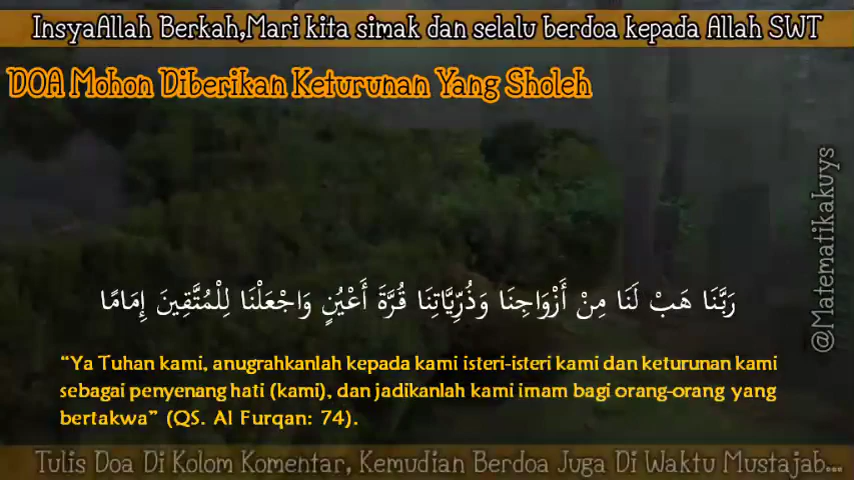 InsyaAllah Berkah,Mari kita simak dan selalu berdoa kepada Allah SWT
DOA Mohon Diberikan Keturunan Yang Sholeh
@Matematikakuys
رَبَّنَا هَبْ لَنَا مِنْ أَزْوَاجِنَا وَذُرِّيَّاتِنَا قُرَّةَ أَعْيُنٍ وَاجْعَلْنَا لِلْمُتَّقِينَ إِمَامًا
“Ya Tuhan kami, anugrahkanlah kepada kami isteri-isteri kami dan keturunan kami
sebagai penyenang hati (kami), dan jadikanlah kami imam bagi orang-orang yang
bertakwa” (QS. Al Furqan: 74).
Tulis Doa Di Kolom Komentar, Kemudian Berdoa Juga Di Waktu Mustajab...